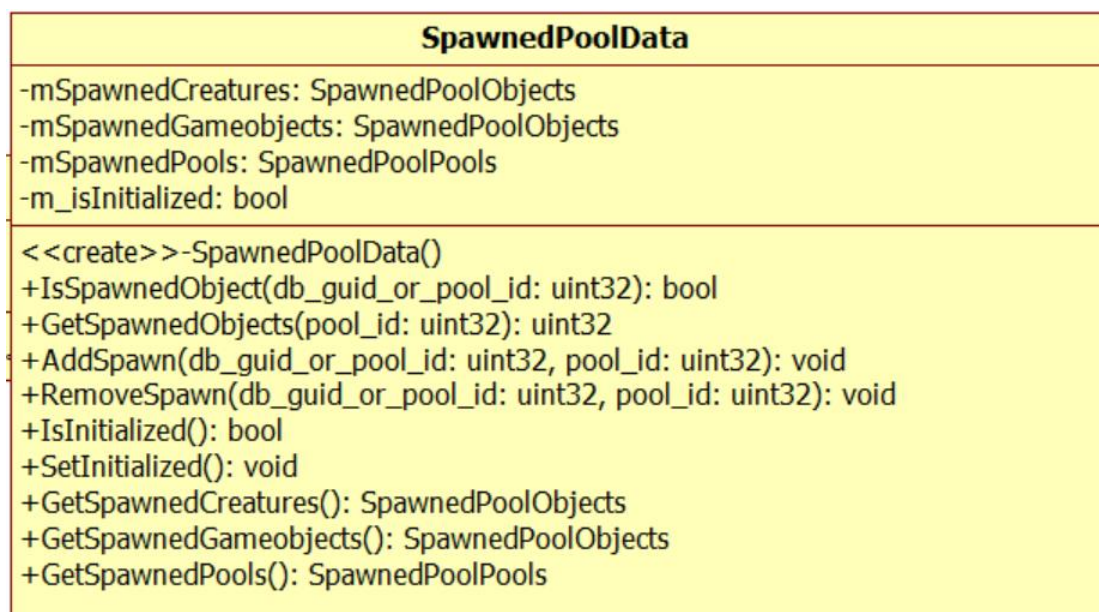 SpawnedPoolData
-mSpawnedCreatures: SpawnedPoolObjects
-mSpawnedGameobjects: SpawnedPoolObjects
-mSpawnedPools: SpawnedPoolPools
-m_isInitialized: bool
<<create>>-SpawnedPoolData()
+IsSpawnedObject(db_guid_or_pool_id: uint32): bool
+GetSpawnedObjects(pool_id: uint32): uint32
+AddSpawn(db_guid_or_pool_id: uint32, pool_id: uint32): void
+RemoveSpawn(db_guid_or_pool_id: uint32, pool_id: uint32): void
+IsInitialized(): bool
+SetInitialized(): void
+GetSpawnedCreatures(): SpawnedPoolObjects
+GetSpawnedGameobjects(): SpawnedPoolObjects
+GetSpawnedPools(): SpawnedPoolPools